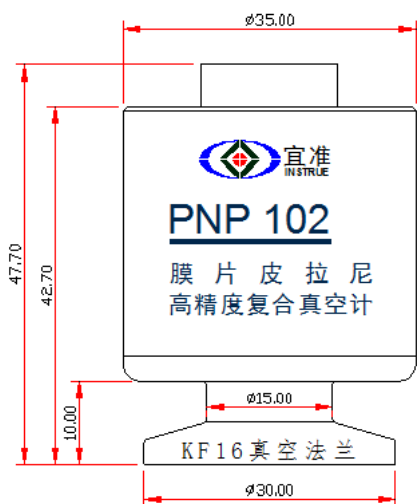 ø35.00
宜准
INSTRUE
PNP 102
膜片皮拉尼
高精度复合真空计
47.70
42.70
10.00
ø15.00
KF16真空法兰
ø30.00